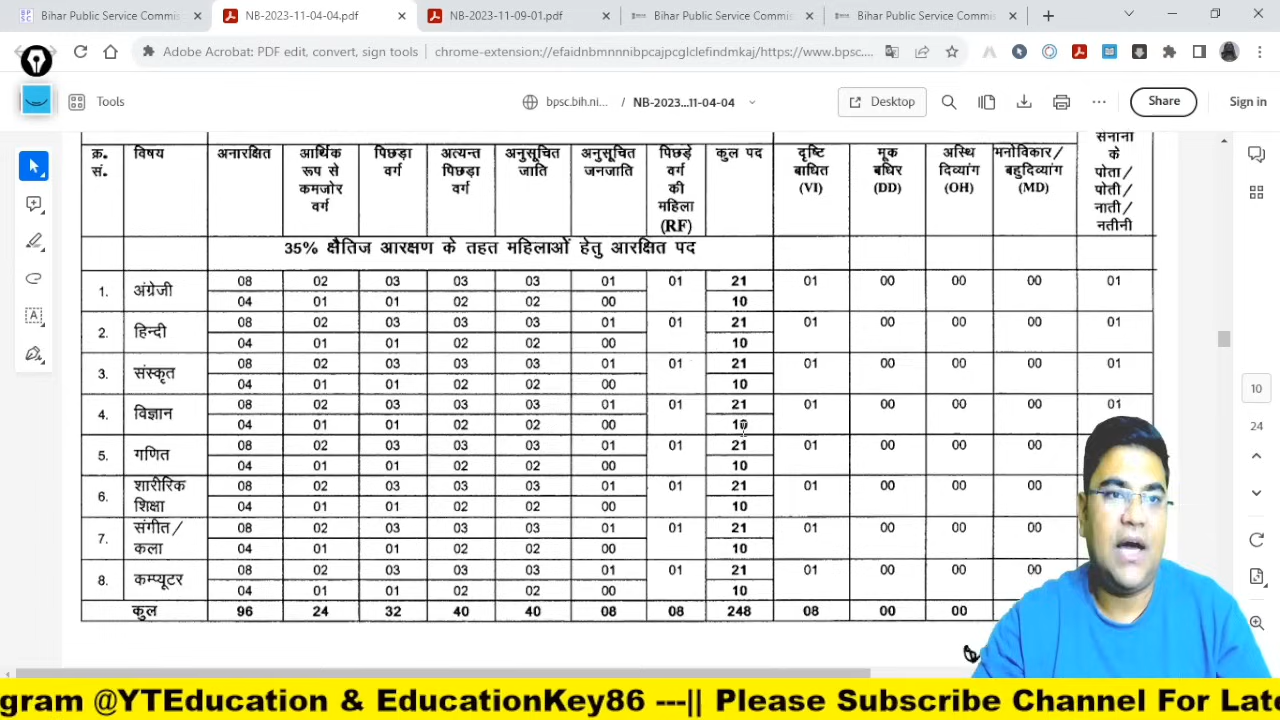 Bihar Public Service Commis
NB-2023-11-04-04.pdf
NB-2023-11-09-01.pdf
Bihar Public Service Commis
Bihar Public Service Commis
Adobe Acrobat: PDF edit, convert, sign tools
chrome-extension://efaidnbmnnnibpcajpcglclefindmkaj/https://www.bpsc....
Tools
bpsc.bih.ni... / NB-2023...11-04-04
Desktop
Share
Sign in
क्र. सं. विषय अनारक्षित आर्थिक रूप से कमजोर वर्ग पिछड़ा वर्ग अत्यन्त पिछड़ा वर्ग अनुसूचित जाति अनुसूचित जनजाति पिछड़े वर्ग की महिला (RF) कुल पद दृष्टि बाधित (VI) मूक बधिर (DD) अस्थि दिव्यांग (OH) मनोविकार/ बहुदिव्यांग (MD) सेनानी के पोता/ पोती/ नाती/ नतीनी
35% क्षैतिज आरक्षण के तहत महिलाओं हेतु आरक्षित पद
1. अंग्रेजी 08 02 03 03 03 01 01 21 01 00 00 00 01
04 01 01 02 02 00 10
2. हिन्दी 08 02 03 03 03 01 01 21 01 00 00 00 01
04 01 01 02 02 00 10
3. संस्कृत 08 02 03 03 03 01 01 21 01 00 00 00 01
04 01 01 02 02 00 10
4. विज्ञान 08 02 03 03 03 01 01 21 01 00 00 00 01
04 01 01 02 02 00 10
5. गणित 08 02 03 03 03 01 01 21 01 00 00 00
04 01 01 02 02 00 10
6. शारीरिक शिक्षा 08 02 03 03 03 01 01 21 01 00 00 00
04 01 01 02 02 00 10
7. संगीत/ कला 08 02 03 03 03 01 01 21 01 00 00 00
04 01 01 02 02 00 10
8. कम्प्यूटर 08 02 03 03 03 01 01 21 01 00 00 00
04 01 01 02 02 00 10
कुल 96 24 32 40 40 08 08 248 08 00 00
10
24
gram @YTEducation & EducationKey86 ---|| Please Subscribe Channel For Late